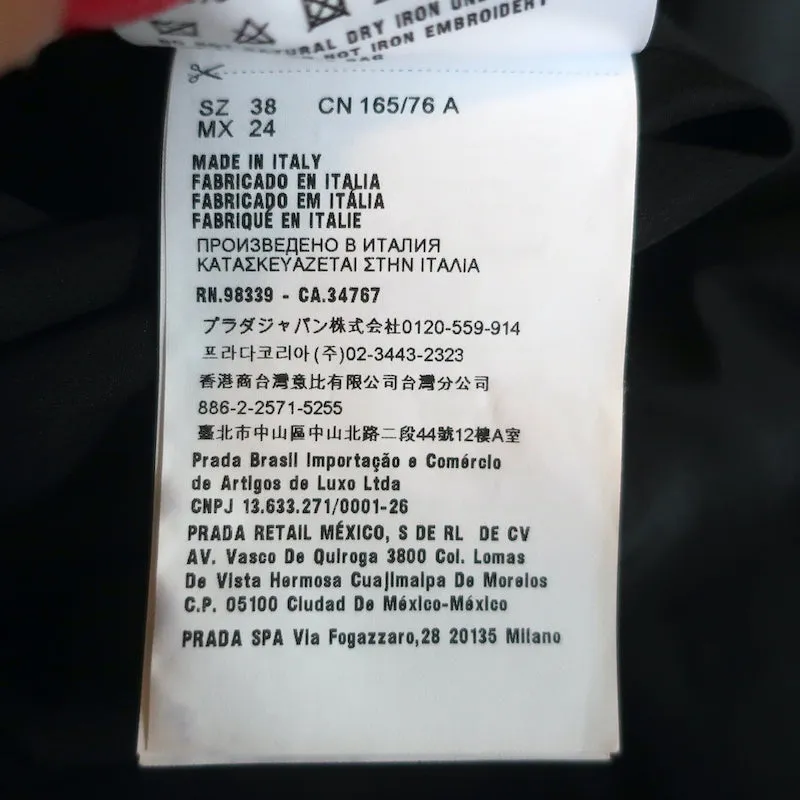 NATURAL DRY IRON
NOT IRON EMBROIDERY
SZ 38 CN 165/76 A
MX 24
MADE IN ITALY
FABRICADO EN ITALIA
FABRICADO EM ITÁLIA
FABRIQUÉ EN ITALIE
ПРОИЗВЕДЕНО В ИТАЛИЯ
ΚΑΤΑΣΚΕΥΑΖΕΤΑΙ ΣΤΗΝ ΙΤΑΛΙΑ
RN.98339 - CA.34767
プラダジャパン株式会社0120-559-914
프라다코리아(주)02-3443-2323
香港商台灣意比有限公司台灣分公司
886-2-2571-5255
臺北市中山區中山北路二段44號12樓A室
Prada Brasil Importação e Comércio
de Artigos de Luxo Ltda
CNPJ 13.633.271/0001-26
PRADA RETAIL MÉXICO, S DE RL DE CV
AV. Vasco De Quiroga 3800 Col. Lomas
De Vista Hermosa Cuajimalpa De Morelos
C.P. 05100 Ciudad De México-México
PRADA SPA Via Fogazzaro,28 20135 Milano